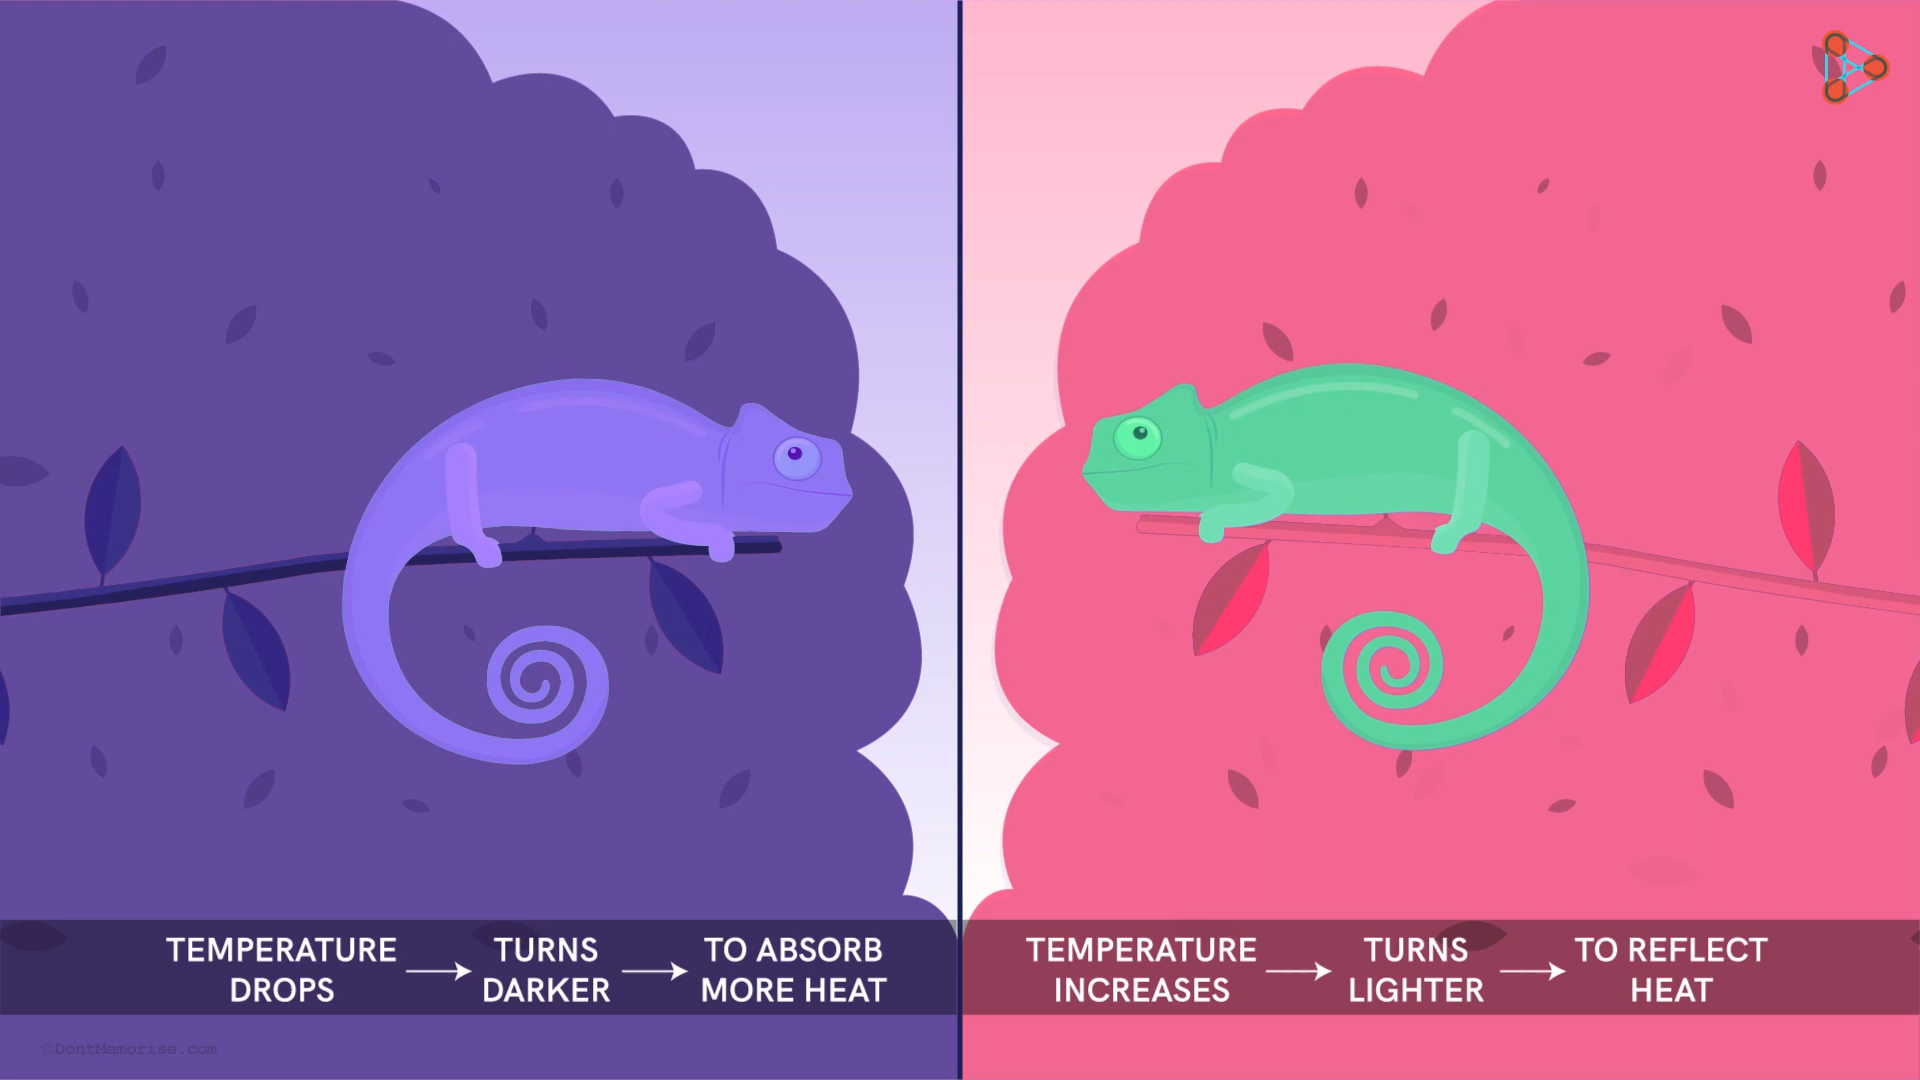 TEMPERATURE DROPS → TURNS DARKER → TO ABSORB MORE HEAT
TEMPERATURE INCREASES → TURNS LIGHTER → TO REFLECT HEAT
©DontMemorise.com